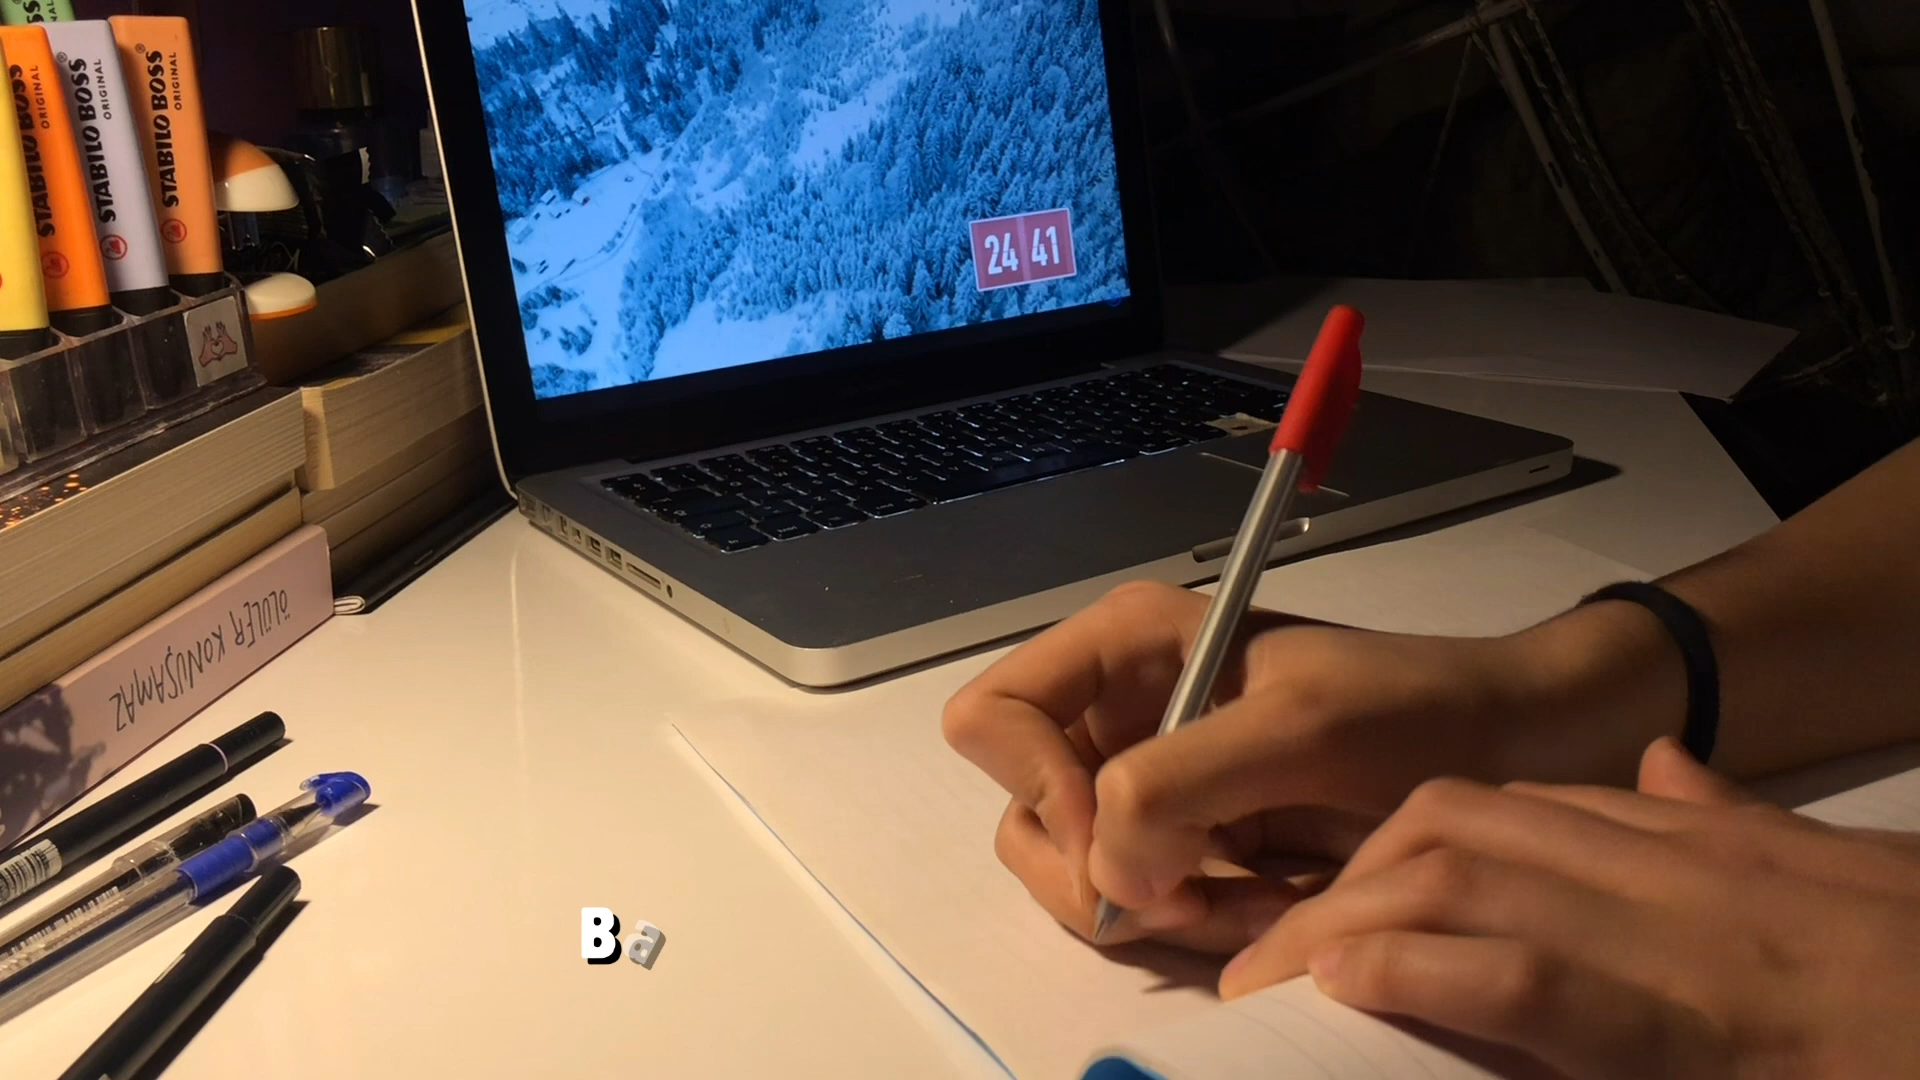 STABILO BOSS
ORIGINAL
STABILO BOSS
ORIGINAL
STABILO BOSS
ORIGINAL
24 41
ÖLÜLER KONUŞAMAZ
Ba